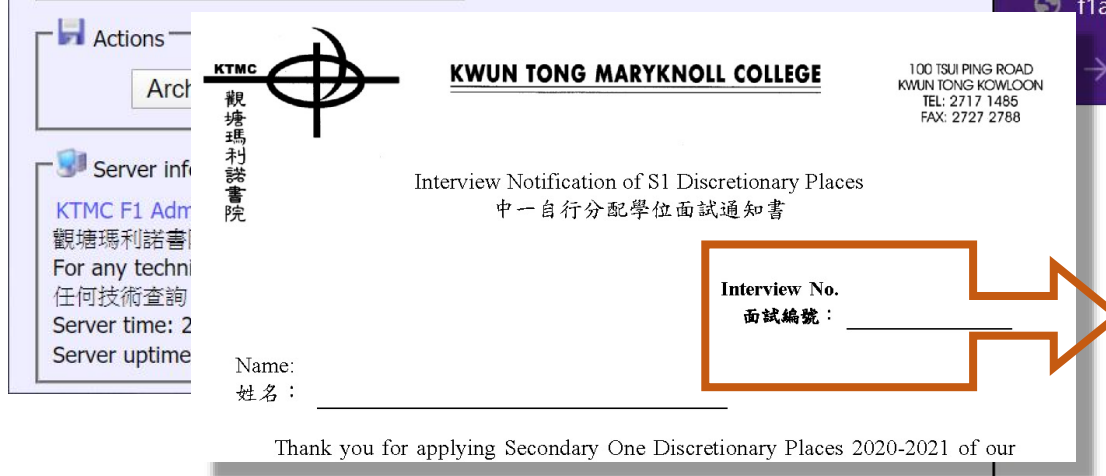 f1a
Actions
Arch
Server inf
KTMC F1 Adm
觀塘瑪利諾書
For any techni
任何技術查詢
Server time: 2
Server uptime
KTMC
觀塘瑪利諾書院
KWUN TONG MARYKNOLL COLLEGE
100 TSUI PING ROAD
KWUN TONG KOWLOON
TEL: 2717 1485
FAX: 2727 2788
Interview Notification of S1 Discretionary Places
中一自行分配學位面試通知書
Interview No.
面試編號：
Name:
姓名：
Thank you for applying Secondary One Discretionary Places 2020-2021 of our